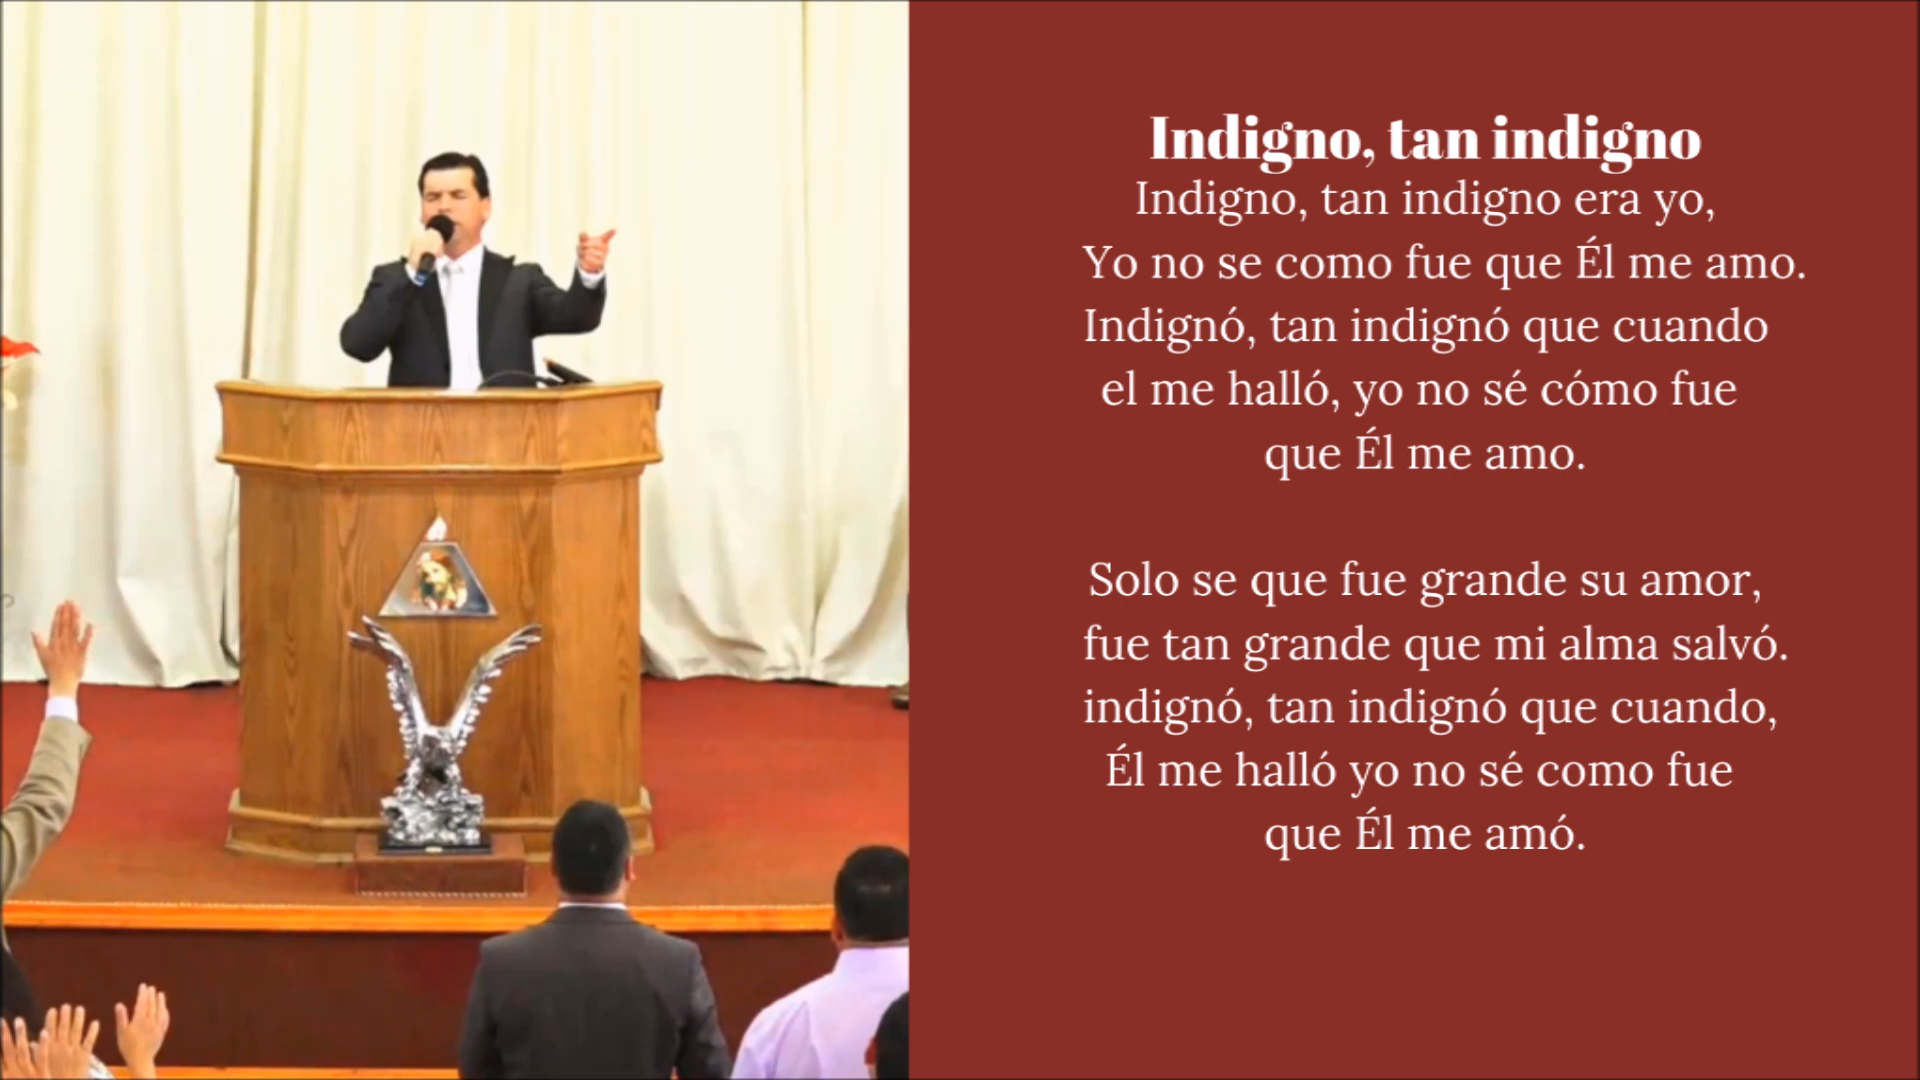 Indigno, tan indigno
Indigno, tan indigno era yo,
Yo no se como fue que Él me amo.
Indignó, tan indignó que cuando
el me halló, yo no sé cómo fue
que Él me amo.
Solo se que fue grande su amor,
fue tan grande que mi alma salvó.
indignó, tan indignó que cuando,
Él me halló yo no sé como fue
que Él me amó.